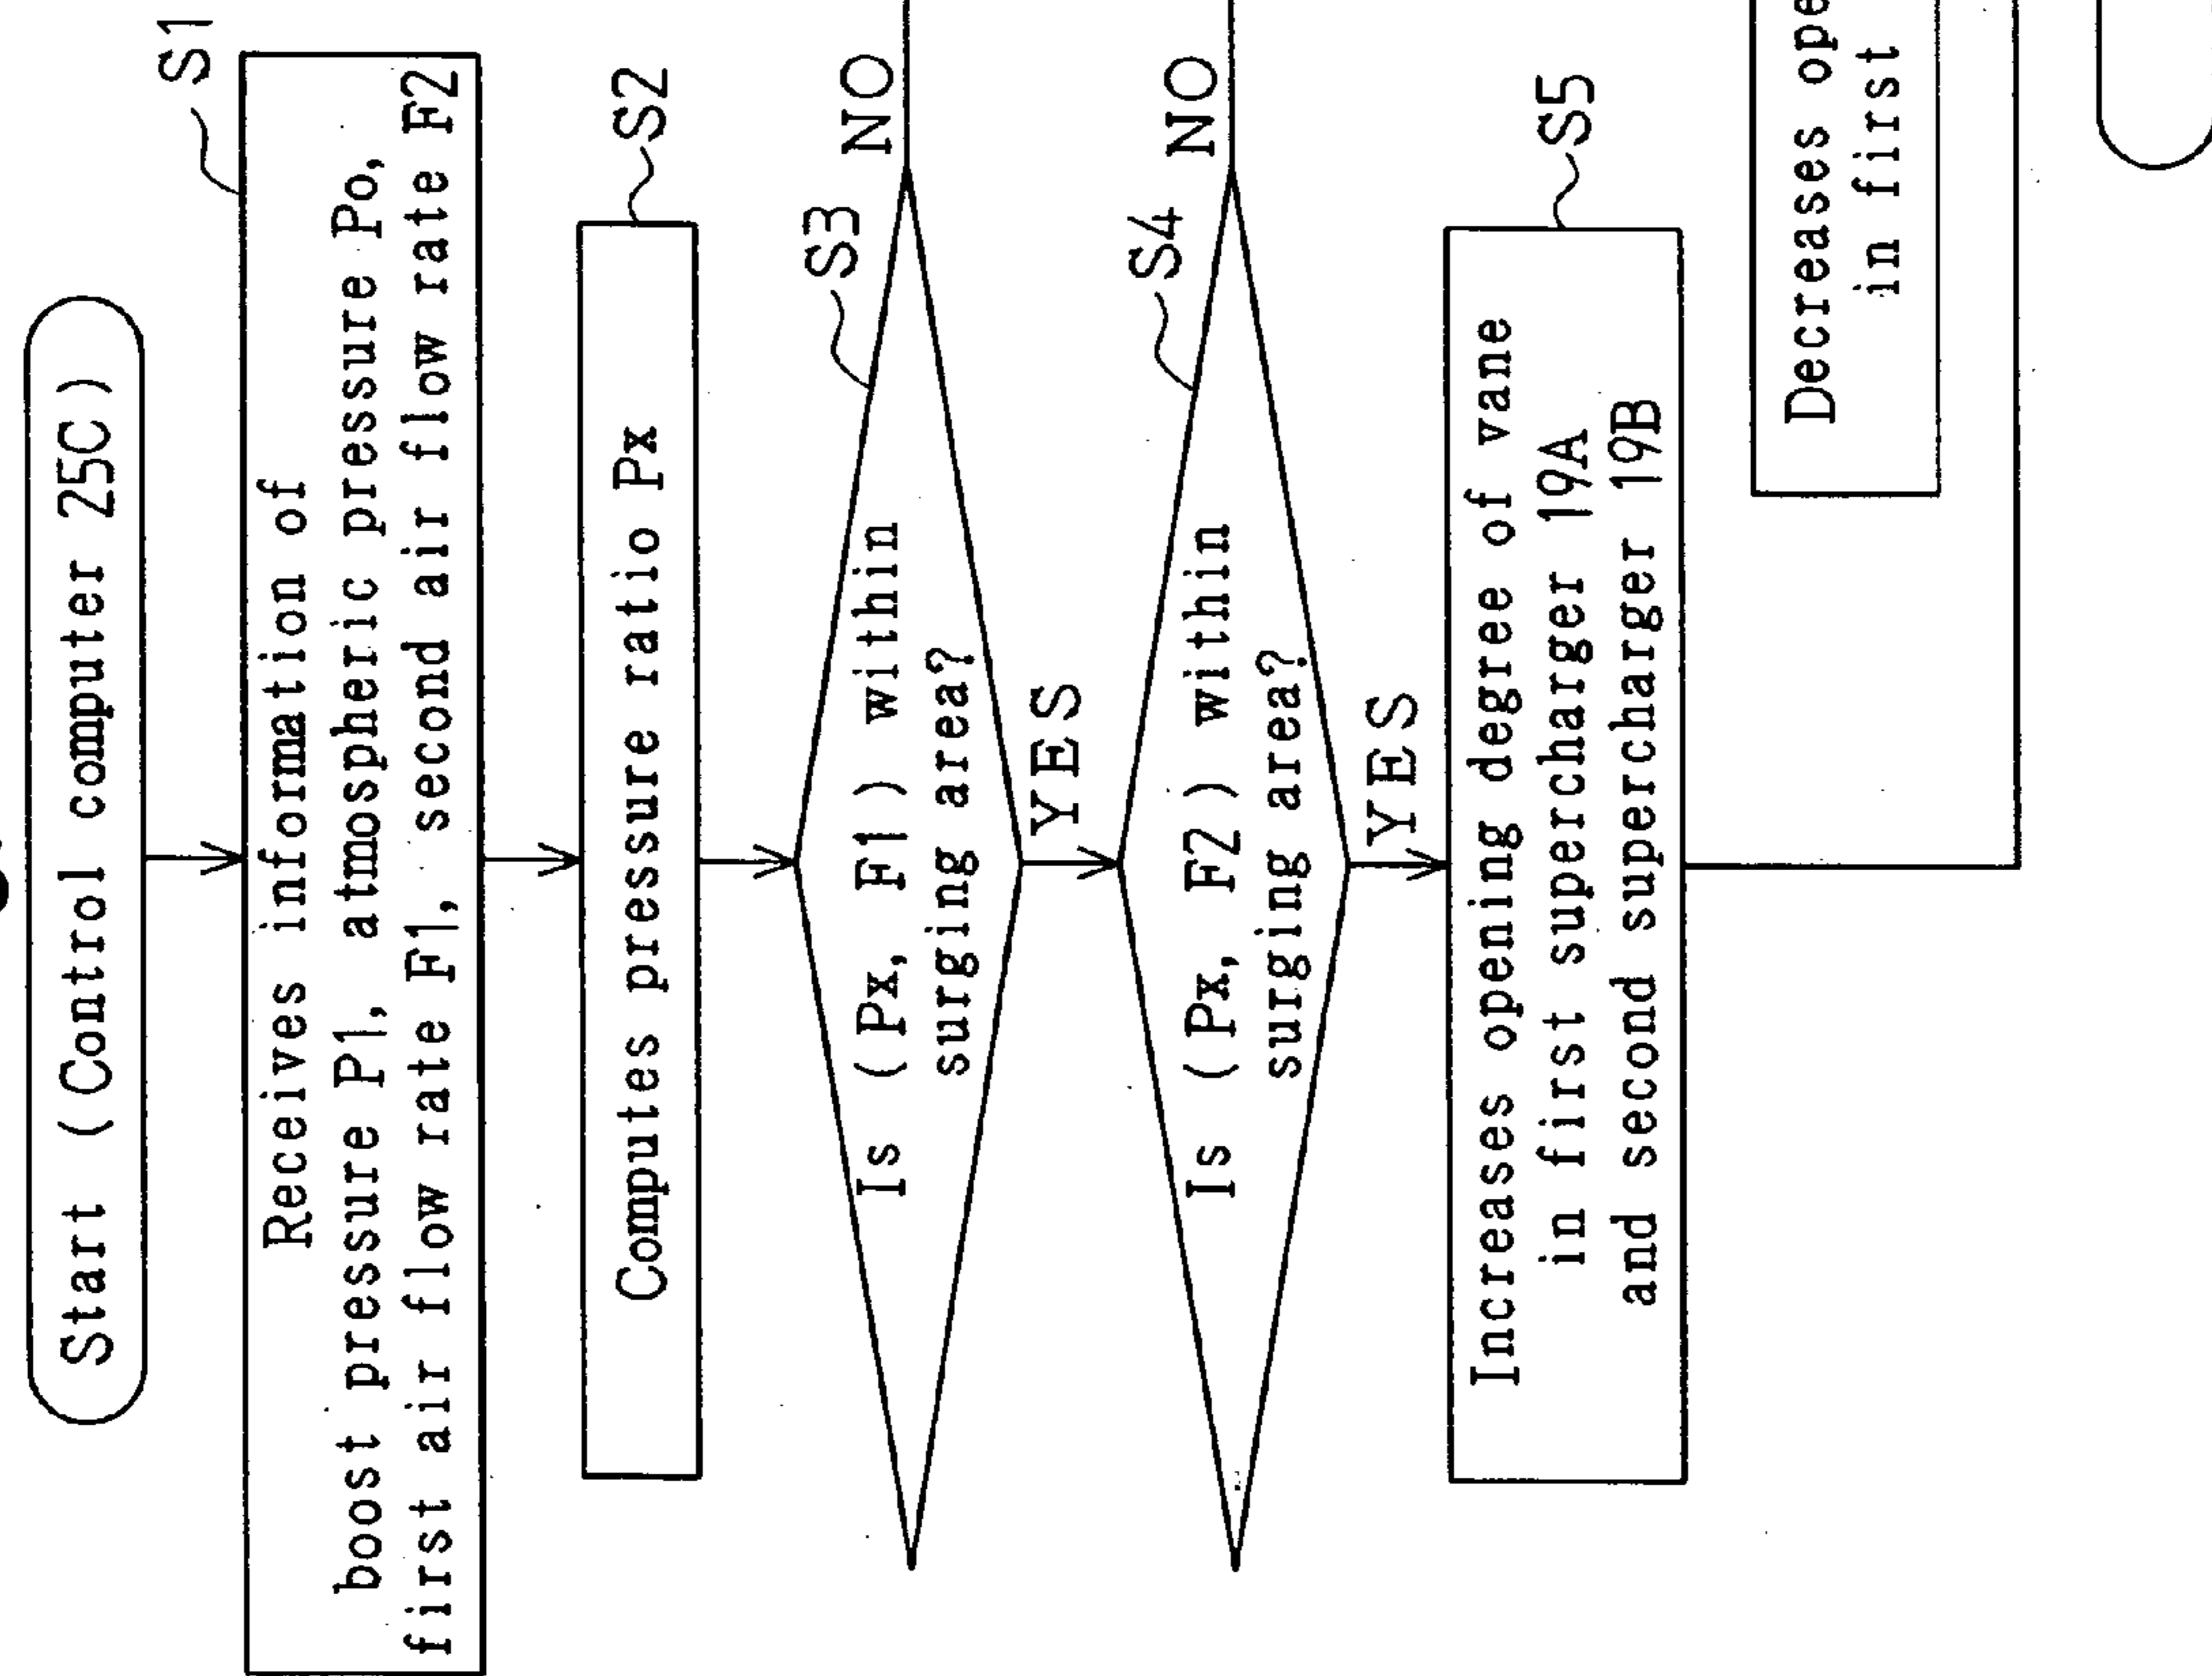 Start (Control computer 25C)
S1
Receives information of
boost pressure P1, atmospheric pressure Po,
first air flow rate F1, second air flow rate F2
S2
Computes pressure ratio Px
S3
Is (Px, F1) within
surging area?
NO
YES
S4
Is (Px, F2) within
surging area?
NO
YES
S5
Increases opening degree of vane
in first supercharger 19A
and second supercharger 19B
Decreases ope
in first